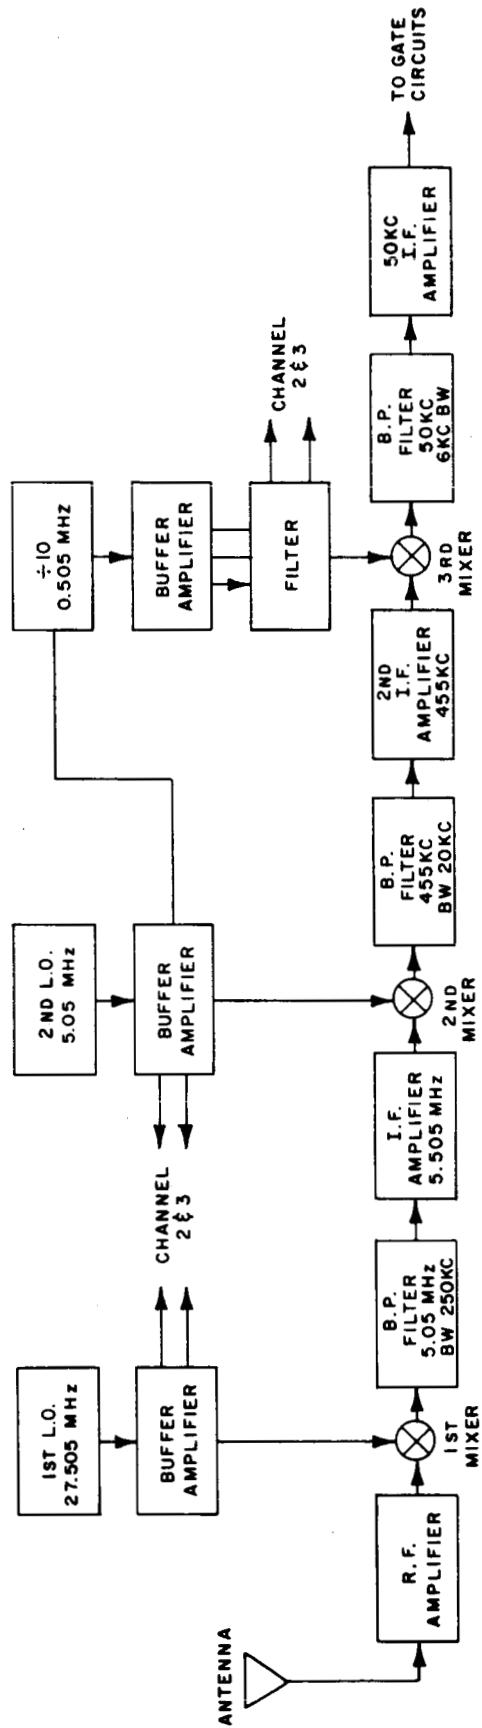 1ST L.O.
27.505 MHZ
2ND L.O.
5.05 MHZ
÷10
0.505 MHZ
BUFFER
AMPLIFIER
CHANNEL
2 & 3
BUFFER
AMPLIFIER
BUFFER
AMPLIFIER
FILTER
CHANNEL
2 & 3
ANTENNA
R.F.
AMPLIFIER
1ST
MIXER
B.P.
FILTER
5.05 MHz
BW 250KC
I.F.
AMPLIFIER
5.505 MHz
2ND
MIXER
B.P.
FILTER
455KC
BW 20KC
2ND
I.F.
AMPLIFIER
455KC
3RD
MIXER
B.P.
FILTER
50KC
6KC BW
50KC
I.F.
AMPLIFIER
TO GATE
CIRCUITS